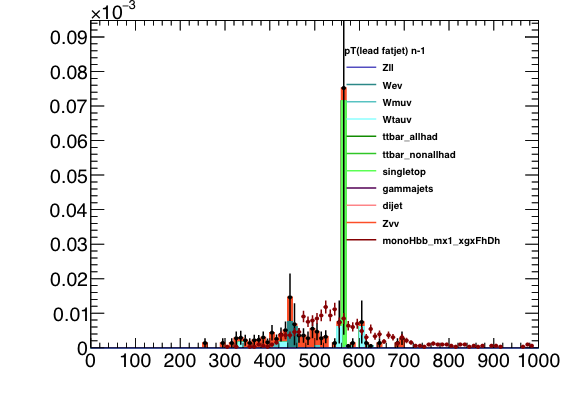 ×10⁻³
0.09
0.08
0.07
0.06
0.05
0.04
0.03
0.02
0.01
0
0 100 200 300 400 500 600 700 800 900 1000
pT(lead fatjet) n-1
Zll
Wev
Wmuv
Wtauv
ttbar_allhad
ttbar_nonallhad
singletop
gammajets
dijet
Zvv
monoHbb_mx1_xgxFhDh